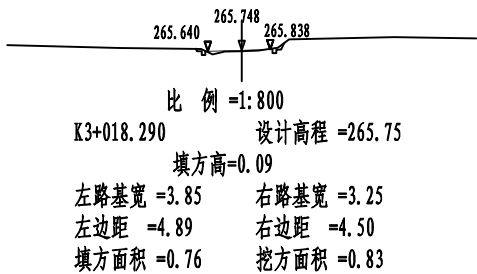 265.748
265.640 265.838
比 例 =1:800
K3+018.290 设计高程 =265.75
填方高=0.09
左路基宽 =3.85 右路基宽 =3.25
左边距 =4.89 右边距 =4.50
填方面积 =0.76 挖方面积 =0.83